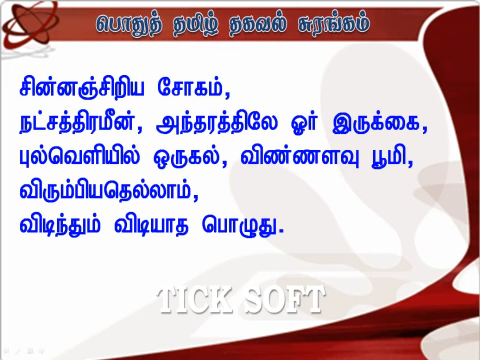 பொதுத் தமிழ் தகவல் சுரங்கம்
சின்னஞ்சிறிய சோகம்,
நட்சத்திரமீன், அந்தரத்திலே ஓர் இருக்கை,
புல்வெளியில் ஒருகல், விண்ணளவு பூமி,
விரும்பியதெல்லாம்,
விடிந்தும் விடியாத பொழுது.
TICK SOFT